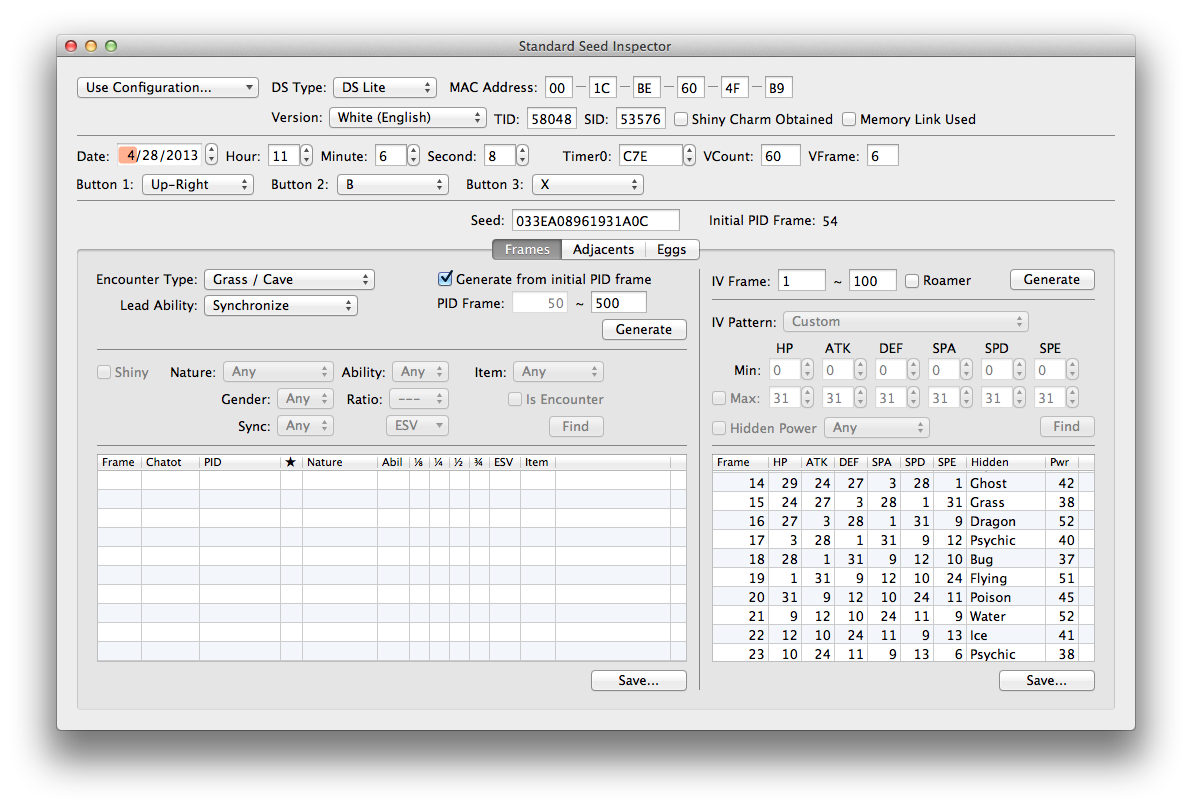 Standard Seed Inspector
Use Configuration... DS Type: DS Lite MAC Address: 00 — 1C — BE — 60 — 4F — B9
Version: White (English) TID: 58048 SID: 53576 Shiny Charm Obtained Memory Link Used
Date: 4/28/2013 Hour: 11 Minute: 6 Second: 8 Timer0: C7E VCount: 60 VFrame: 6
Button 1: Up-Right Button 2: B Button 3: X
Seed: 033EA08961931A0C Initial PID Frame: 54
Frames Adjacents Eggs
Encounter Type: Grass / Cave Generate from initial PID frame
Lead Ability: Synchronize PID Frame: 50 ~ 500
Generate
Shiny Nature: Any Ability: Any Item: Any
Gender: Any Ratio: --- Is Encounter
Sync: Any ESV Find
Frame Chatot PID ★ Nature Abil ⅛ ¼ ½ ¾ ESV Item
Save...
IV Frame: 1 ~ 100 Roamer Generate
IV Pattern: Custom
HP ATK DEF SPA SPD SPE
Min: 0 0 0 0 0 0
Max: 31 31 31 31 31 31
Hidden Power Any Find
Frame HP ATK DEF SPA SPD SPE Hidden Pwr
14 29 24 27 3 28 1 Ghost 42
15 24 27 3 28 1 31 Grass 38
16 27 3 28 1 31 9 Dragon 52
17 3 28 1 31 9 12 Psychic 40
18 28 1 31 9 12 10 Bug 37
19 1 31 9 12 10 24 Flying 51
20 31 9 12 10 24 11 Poison 45
21 9 12 10 24 11 9 Water 52
22 12 10 24 11 9 13 Ice 41
23 10 24 11 9 13 6 Psychic 38
Save...